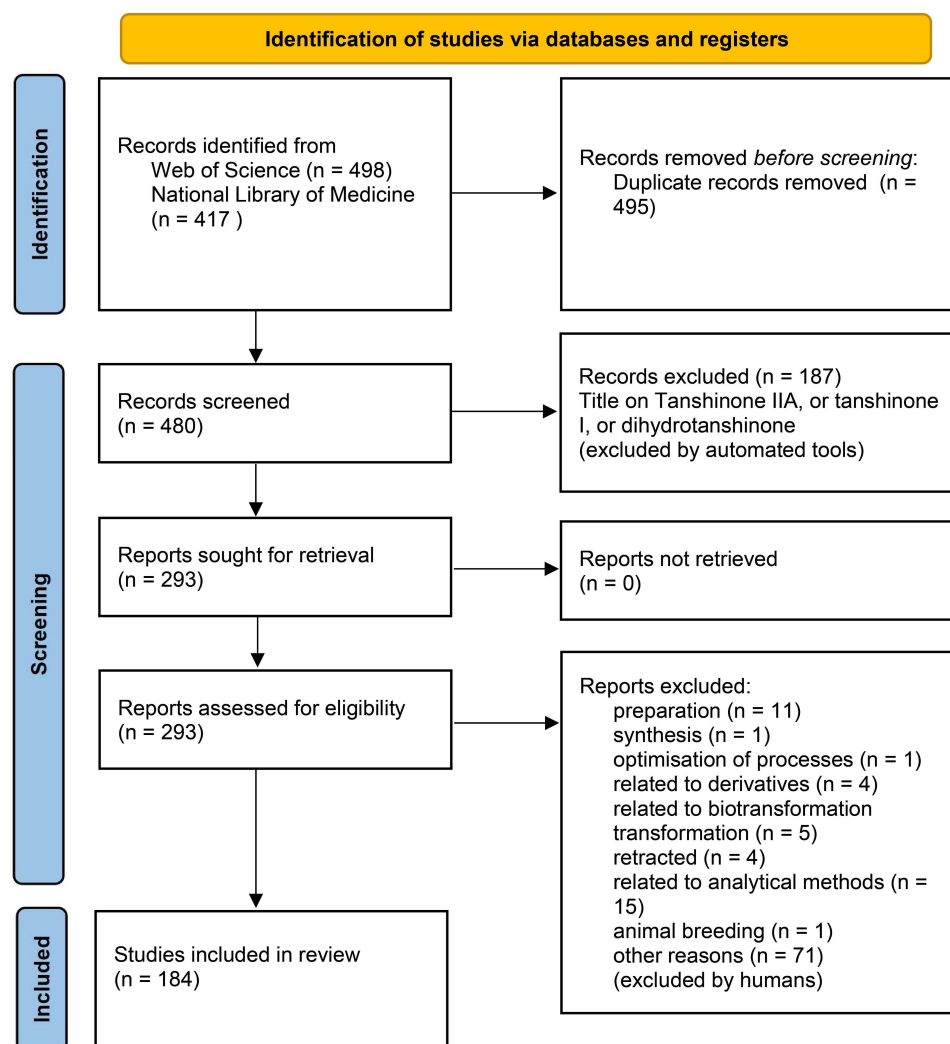 Identification of studies via databases and registers
Identification
Records identified from
Web of Science (n = 498)
National Library of Medicine
(n = 417 )
Records removed before screening:
Duplicate records removed  (n =
495)
Screening
Records screened
(n = 480)
Records excluded (n = 187)
Title on Tanshinone IIA, or tanshinone
I, or dihydrotanshinone
(excluded by automated tools)
Reports sought for retrieval
(n = 293)
Reports not retrieved
(n = 0)
Reports assessed for eligibility
(n = 293)
Reports excluded:
preparation (n = 11)
synthesis (n = 1)
optimisation of processes (n = 1)
related to derivatives (n = 4)
related to biotransformation
transformation (n = 5)
retracted (n = 4)
related to analytical methods (n =
15)
animal breeding (n = 1)
other reasons (n = 71)
(excluded by humans)
Included
Studies included in review
(n = 184)